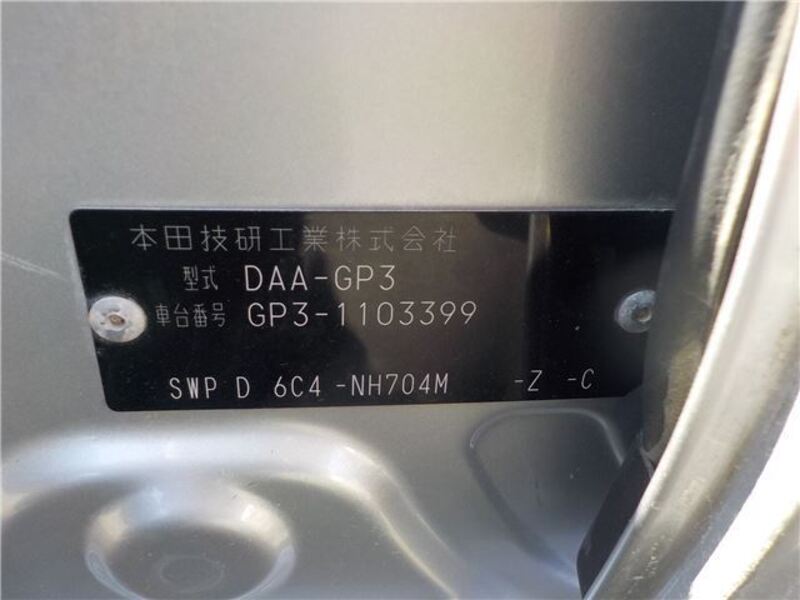 本田技研工業株式会社
型式 DAA-GP3
車台番号 GP3-1103399
SWP D 6C4 -NH704M -Z -C